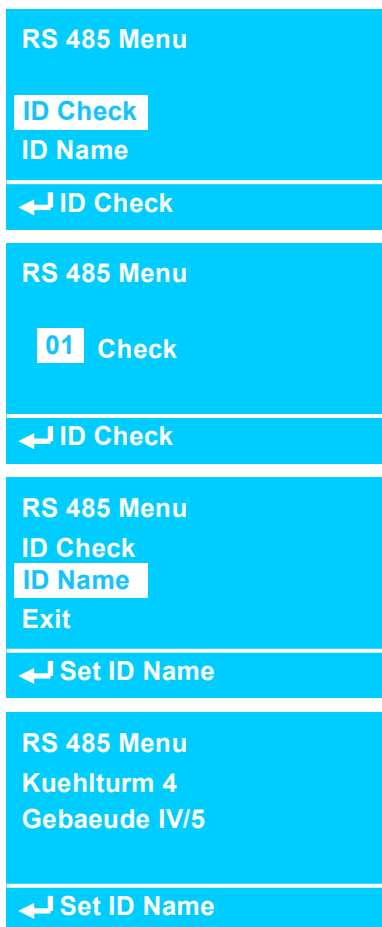 RS 485 Menu
ID Check
ID Name
ID Check
RS 485 Menu
01 Check
ID Check
RS 485 Menu
ID Check
ID Name
Exit
Set ID Name
RS 485 Menu
Kuehlturm 4
Gebaeude IV/5
Set ID Name